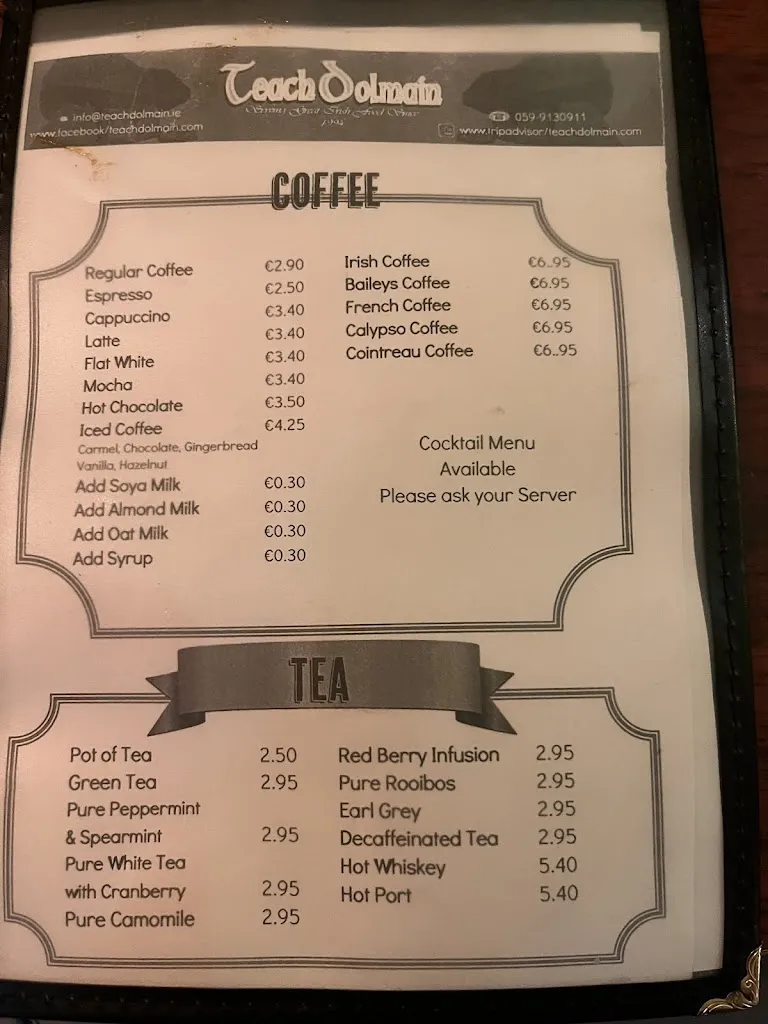 Teach Dolmain
Serving Great Irish Food Since
1994
info@teachdolmain.ie
www.facebook/teachdolmain.com
059-9130911
www.tripadvisor/teachdolmain.com
COFFEE
Regular Coffee €2.90
Espresso €2.50
Cappuccino €3.40
Latte €3.40
Flat White €3.40
Mocha €3.40
Hot Chocolate €3.50
Iced Coffee €4.25
Carmel, Chocolate, Gingerbread
Vanilla, Hazelnut
Add Soya Milk €0.30
Add Almond Milk €0.30
Add Oat Milk €0.30
Add Syrup €0.30
Irish Coffee €6..95
Baileys Coffee €6.95
French Coffee €6.95
Calypso Coffee €6.95
Cointreau Coffee €6..95
Cocktail Menu
Available
Please ask your Server
TEA
Pot of Tea 2.50
Green Tea 2.95
Pure Peppermint
& Spearmint 2.95
Pure White Tea
with Cranberry 2.95
Pure Camomile 2.95
Red Berry Infusion 2.95
Pure Rooibos 2.95
Earl Grey 2.95
Decaffeinated Tea 2.95
Hot Whiskey 5.40
Hot Port 5.40